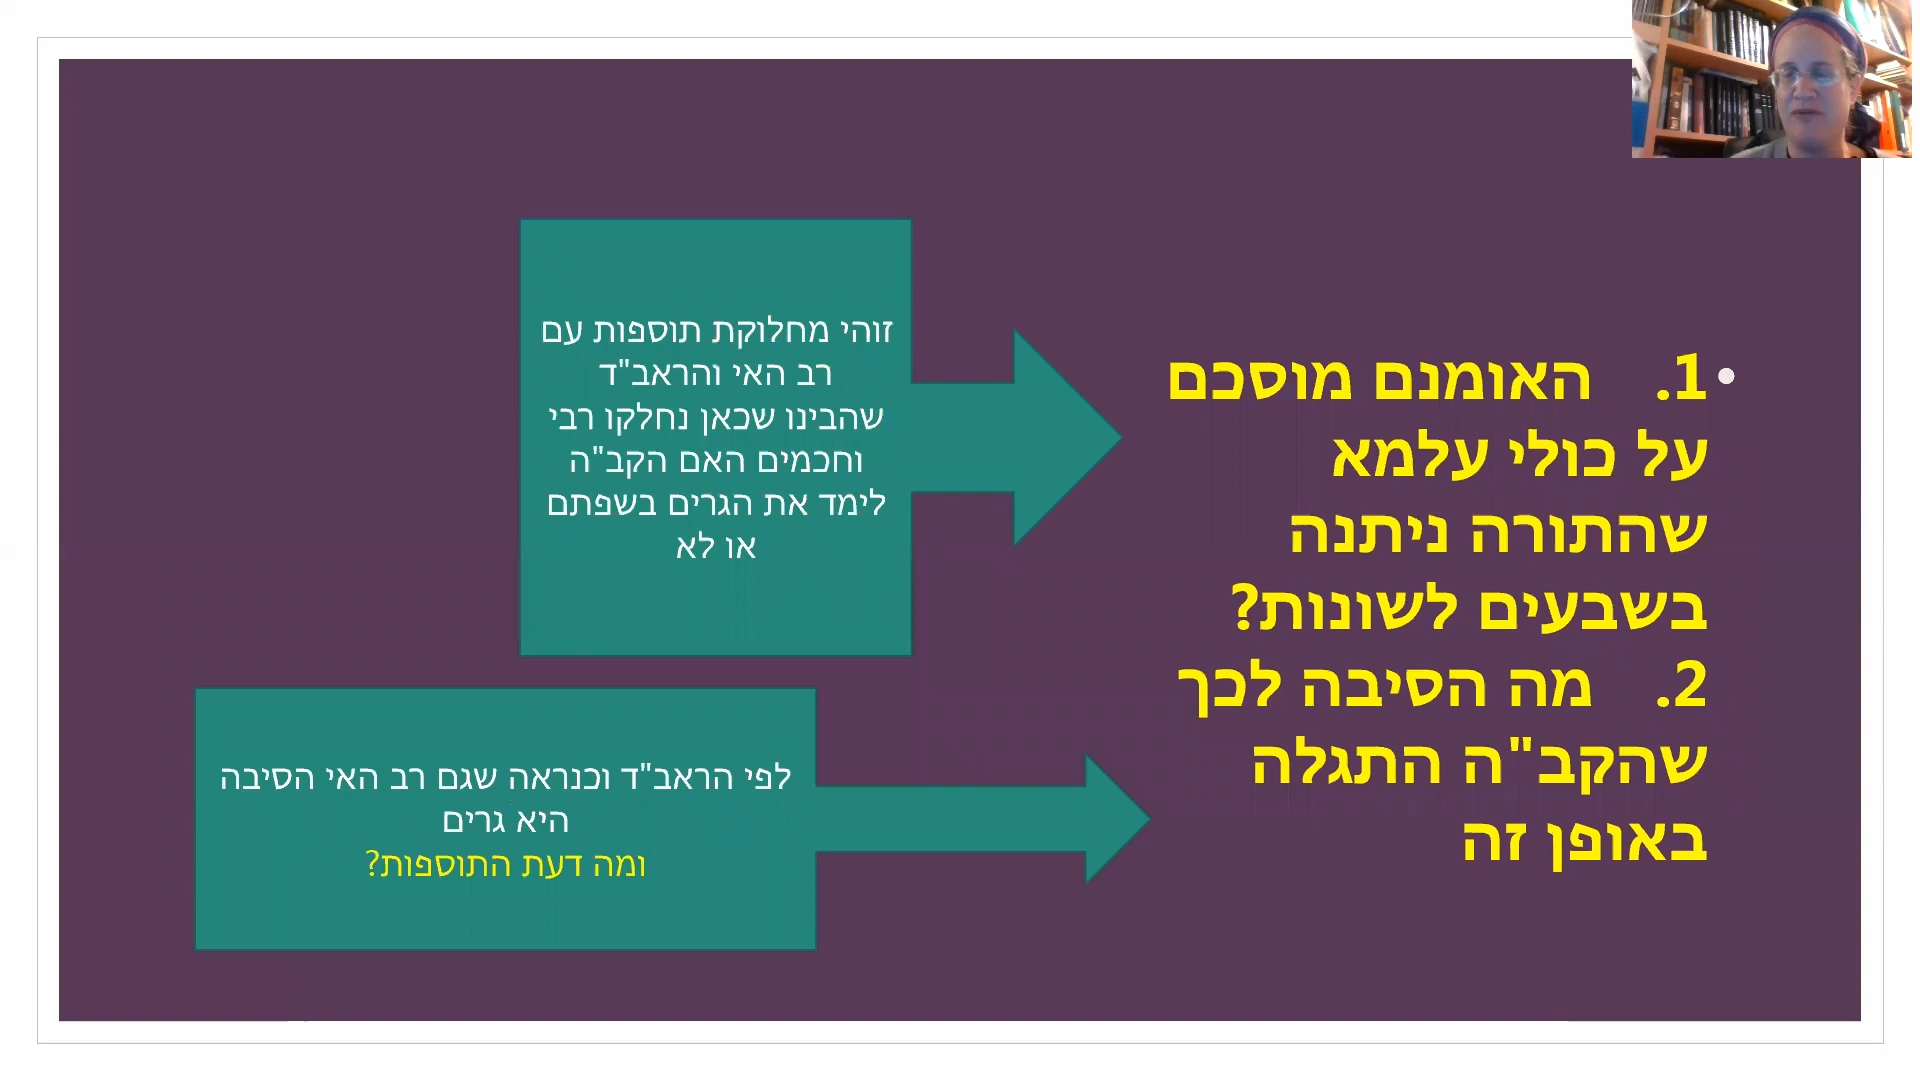 1. האומנם מוסכם
על כולי עלמא
שהתורה ניתנה
בשבעים לשונות?
2. מה הסיבה לכך
שהקב"ה התגלה
באופן זה
זוהי מחלוקת תוספות עם
רב האי והראב"ד
שהבינו שכאן נחלקו רבי
וחכמים האם הקב"ה
לימד את הגרים בשפתם
או לא
לפי הראב"ד וכנראה שגם רב האי הסיבה
היא גרים
ומה דעת התוספות?